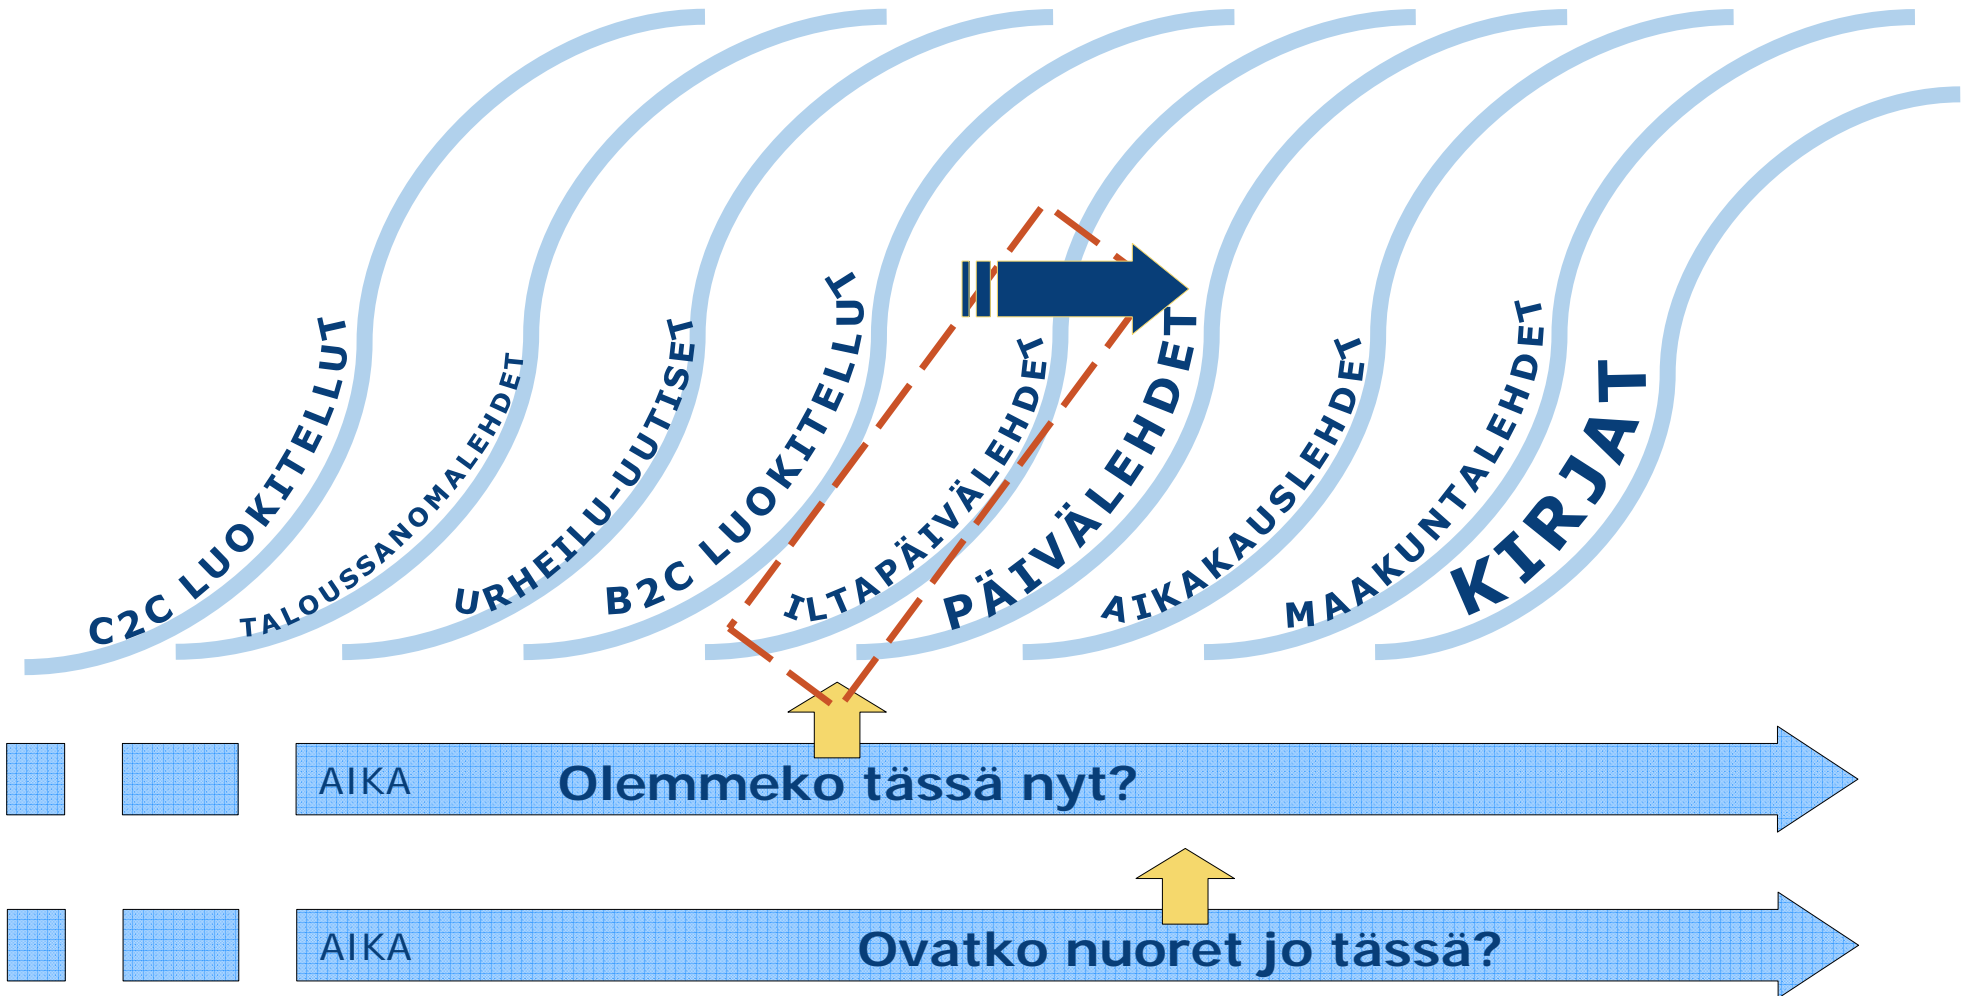 C2C LUOKITELLUT
TALOUSSANOMALEHDET
URHEILU-UUTISET
B2C LUOKITELLUT
ILTAPÄIVÄLEHDET
PÄIVÄLEHDET
AIKAKAUSLEHDET
MAAKUNTALEHDET
KIRJAT
AIKA Olemmeko tässä nyt?
AIKA Ovatko nuoret jo tässä?